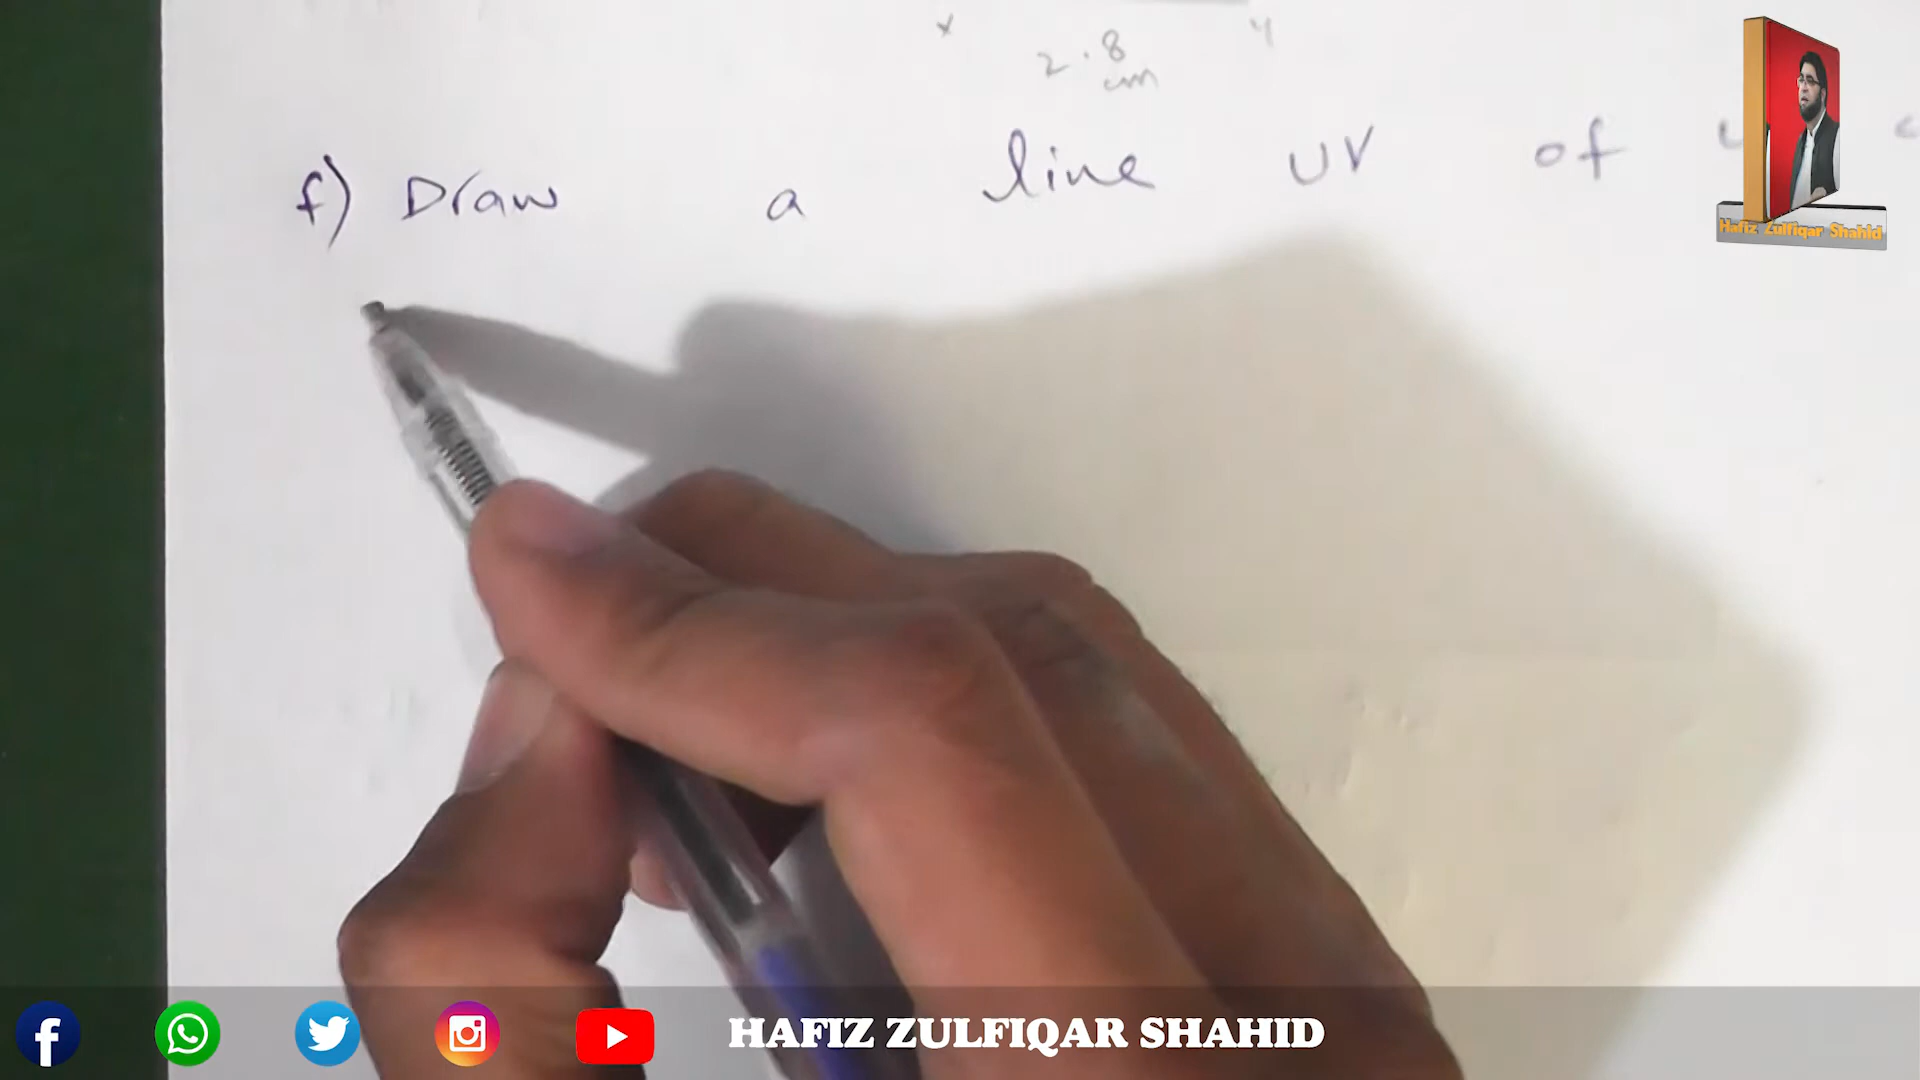 x y
2.8
cm
f) Draw a line UV of
Hafiz Zulfiqar Shahid
HAFIZ ZULFIQAR SHAHID